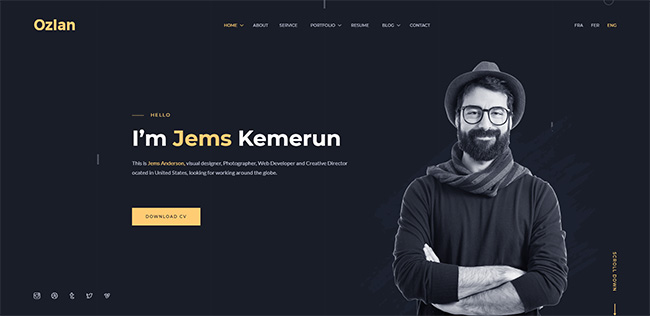 Ozlan
HOME ABOUT SERVICE PORTFOLIO RESUME BLOG CONTACT
FRA FER ENG
HELLO
I'm Jems Kemerun
This is Jems Anderson, visual designer, Photographer, Web Developer and Creative Director
ocated in United States, looking for working around the globe.
DOWNLOAD CV
SCROLL DOWN